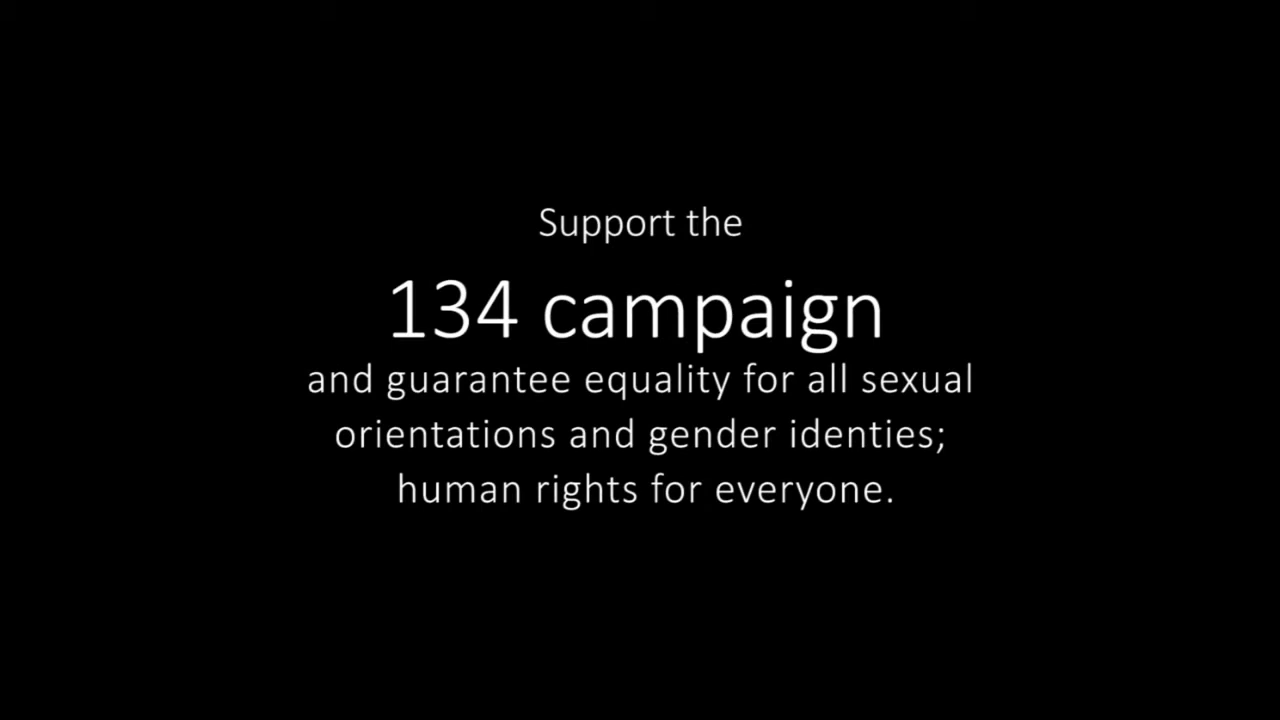 Support the
134 campaign
and guarantee equality for all sexual
orientations and gender identies;
human rights for everyone.